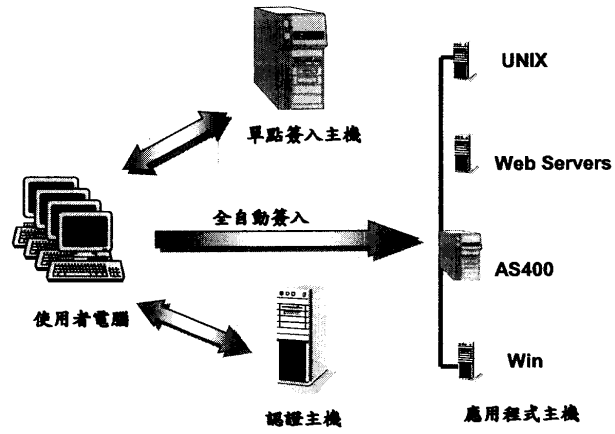 UNIX
單點簽入主機
Web Servers
全自動簽入
AS400
使用者電腦
Win
認證主機
應用程式主機